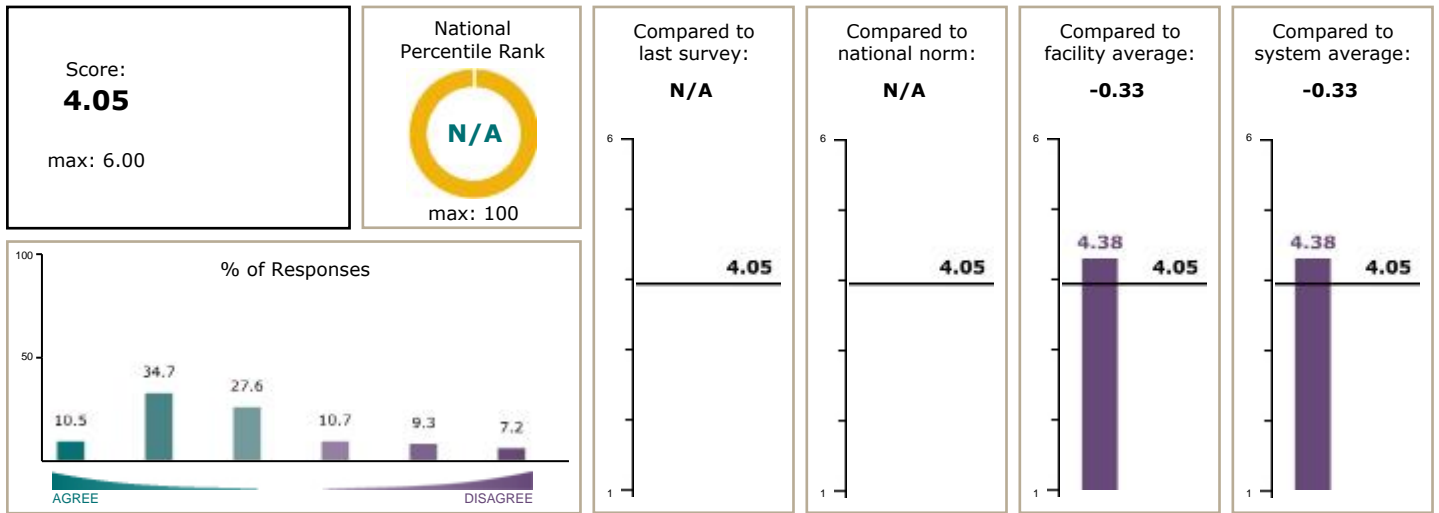 Score:
4.05
max: 6.00
National
Percentile Rank
N/A
max: 100
% of Responses
100
50
10.5
34.7
27.6
10.7
9.3
7.2
AGREE
DISAGREE
Compared to
last survey:
N/A
6
4.05
1
Compared to
national norm:
N/A
6
4.05
1
Compared to
facility average:
-0.33
6
4.38
4.05
1
Compared to
system average:
-0.33
6
4.38
4.05
1